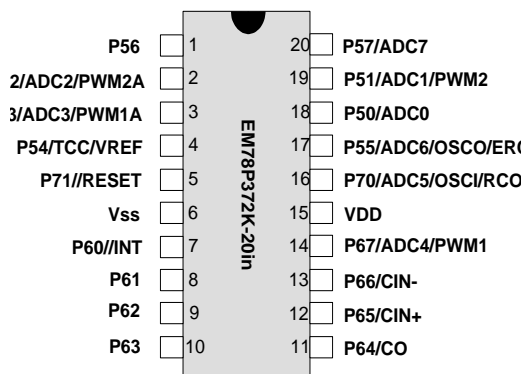 P56 1 20 P57/ADC7
2/ADC2/PWM2A 2 19 P51/ADC1/PWM2
3/ADC3/PWM1A 3 18 P50/ADC0
P54/TCC/VREF 4 17 P55/ADC6/OSCO/ERC
P71//RESET 5 16 P70/ADC5/OSCI/RCO
Vss 6 15 VDD
P60//INT 7 14 P67/ADC4/PWM1
P61 8 13 P66/CIN-
P62 9 12 P65/CIN+
P63 10 11 P64/CO
EM78P372K-20in